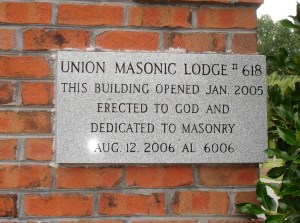 UNION MASONIC LODGE # 618
THIS BUILDING OPENED JAN. 2005
ERECTED TO GOD AND
DEDICATED TO MASONRY
AUG. 12, 2006 AL 6006